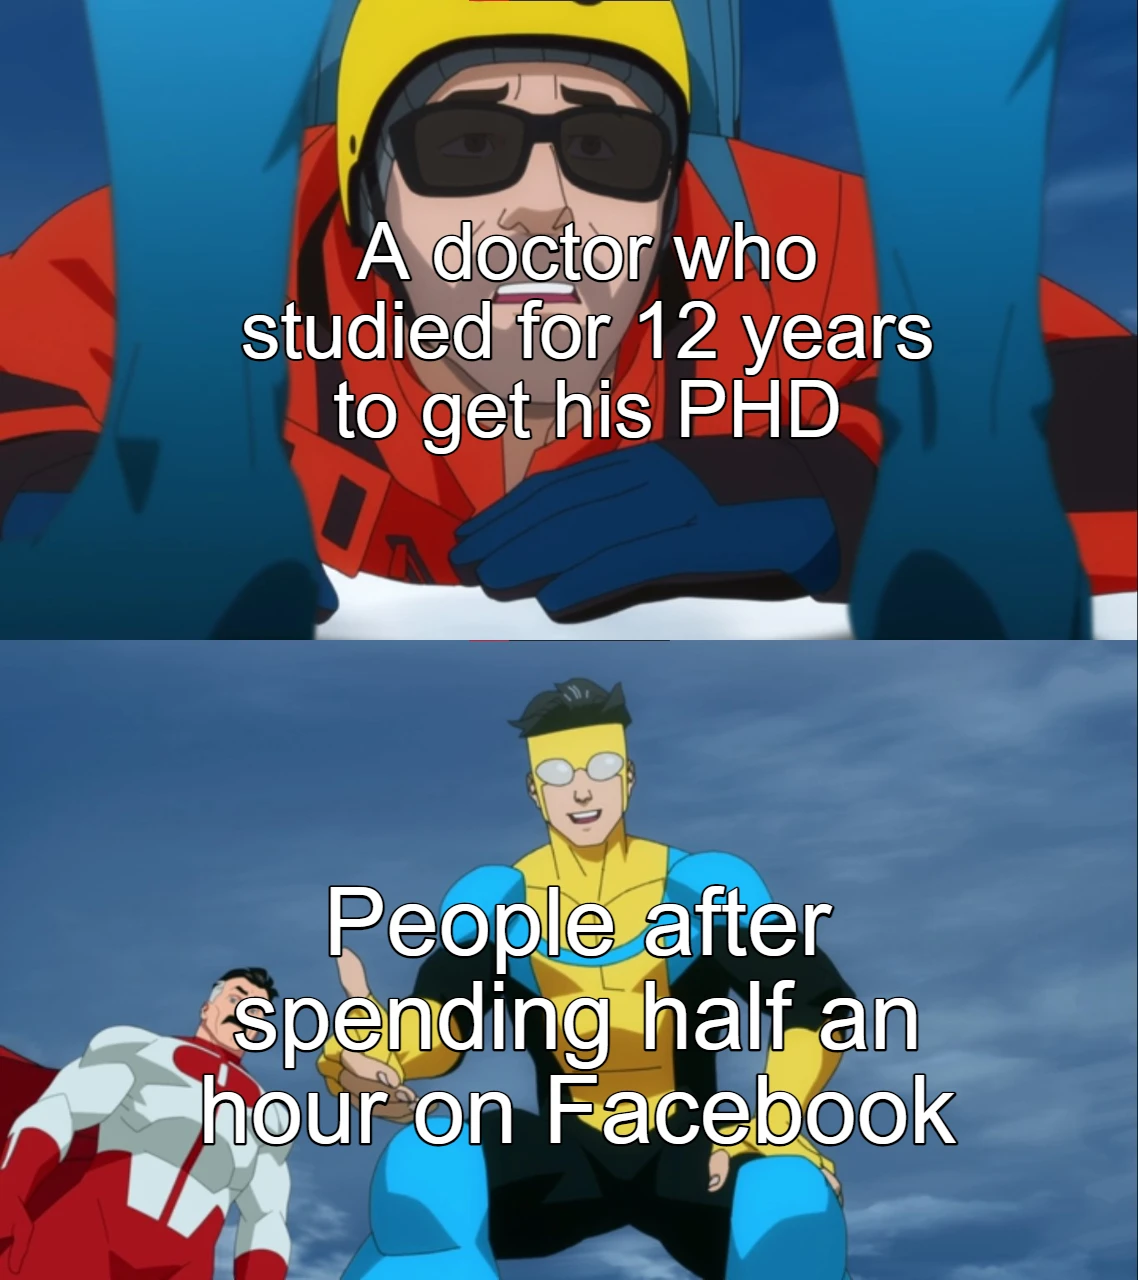 A doctor who
studied for 12 years
to get his PHD
People after
spending half an
hour on Facebook